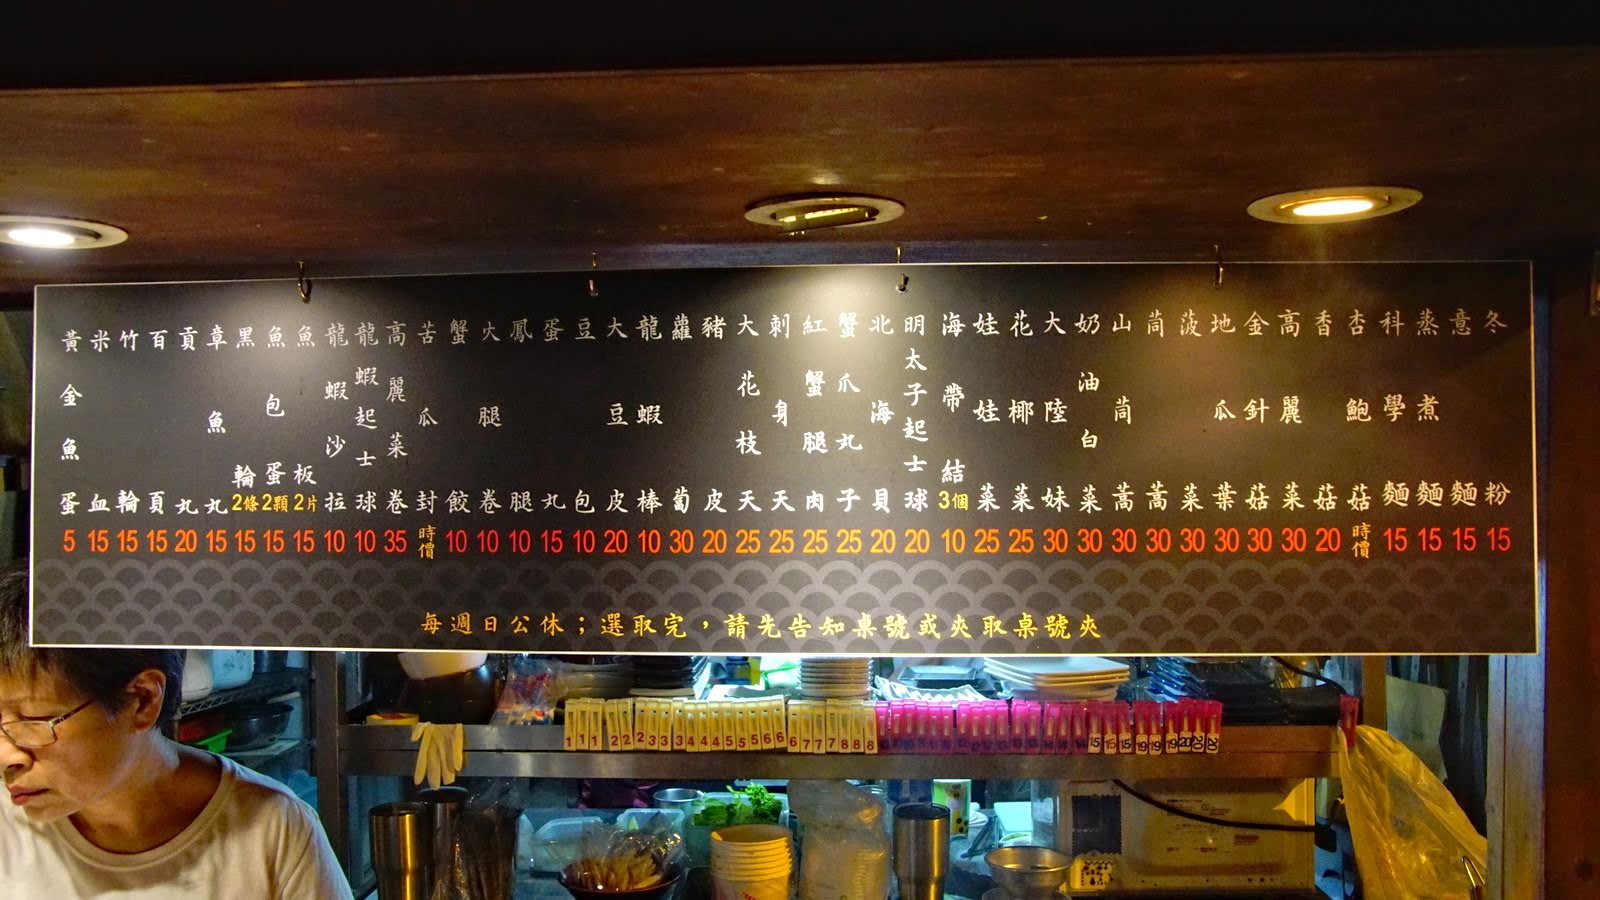 黃金魚蛋 5
米血 15
竹輪 15
百頁 15
貢丸 20
章魚丸 15
黑輪2條 15
魚包蛋2顆 15
魚板2片 15
龍蝦沙拉 10
龍蝦起士球 10
高麗菜卷 35
苦瓜封 時價
蟹餃 10
火腿卷 10
鳳腿 10
蛋丸 15
豆包 10
大豆皮 20
龍蝦棒 10
蘿蔔 30
豬皮 20
大花枝天 25
刺身天 25
紅蟹腿肉 25
蟹爪丸子 25
北海貝 20
明太子起士球 20
海帶結3個 10
娃娃菜 25
花椰菜 25
大陸妹 30
奶油白菜 30
山茼蒿 30
茼蒿 30
菠菜 30
地瓜葉 30
金針菇 30
高麗菜 30
香菇 20
杏鮑菇 時價
科學麵 15
蒸煮麵 15
意麵 15
冬粉 15
每週日公休；選取完，請先告知桌號或夾取桌號夾